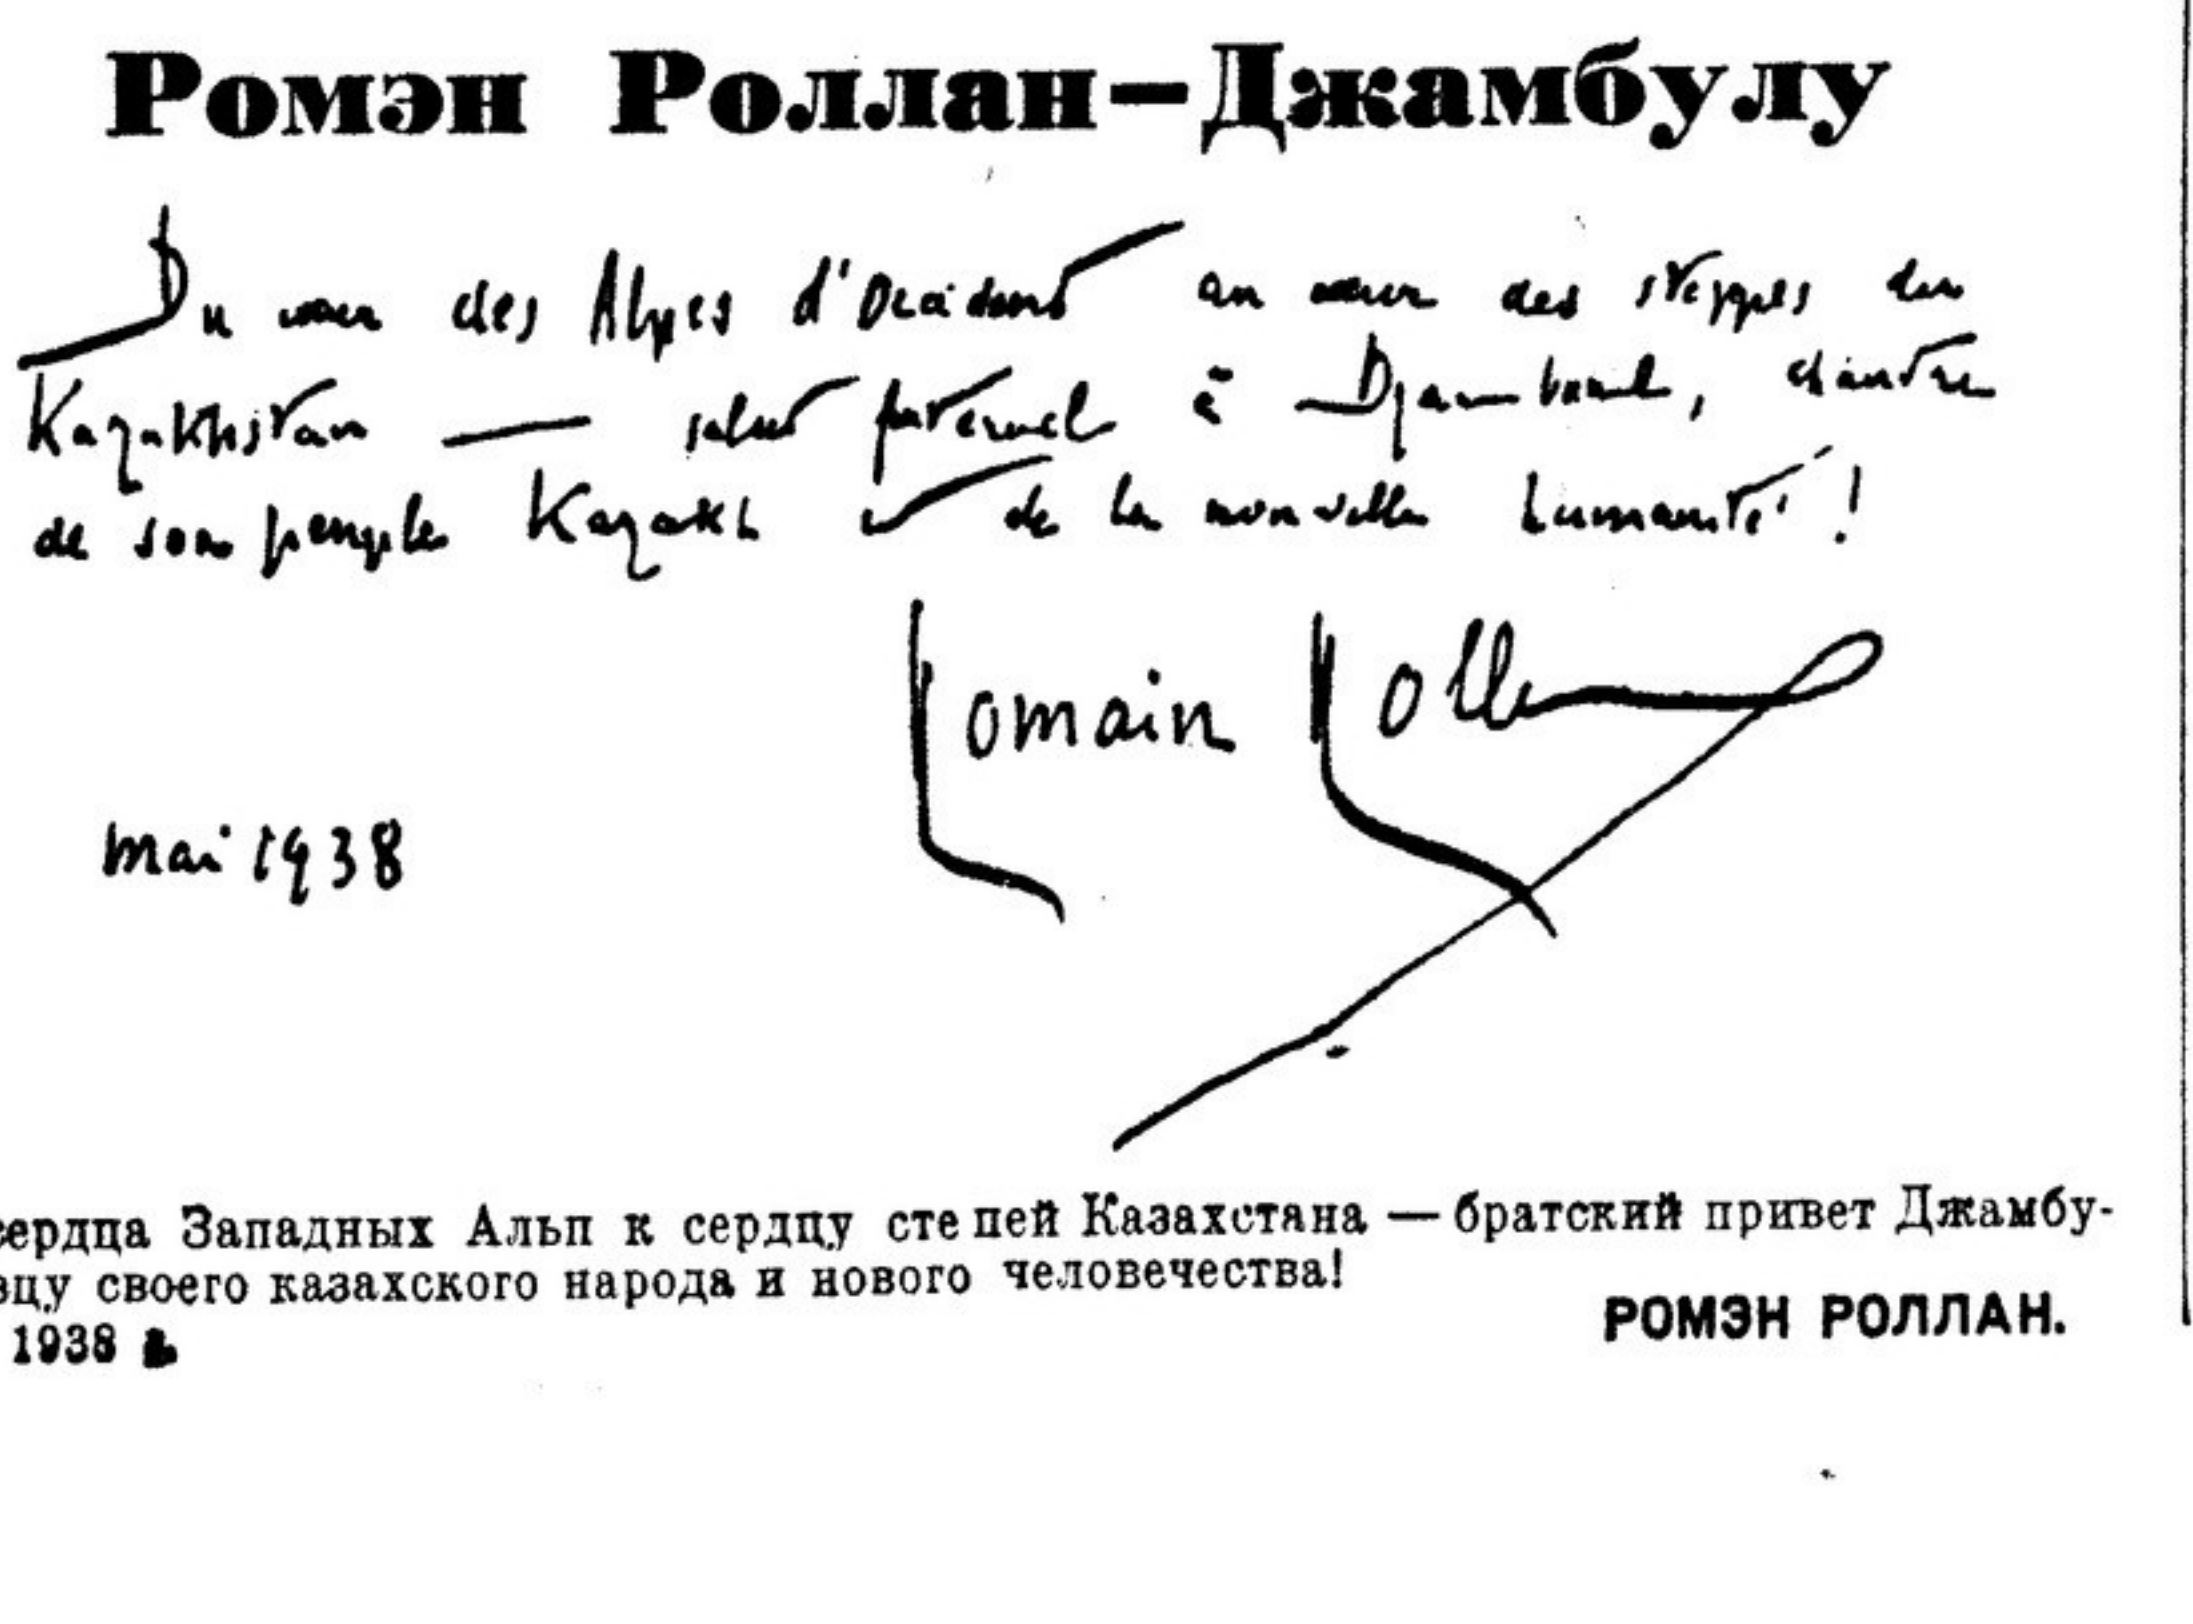 Ромэн Роллан—Джамбулу
Du cœur des Alpes d'Occident au cœur des steppes du
Kazakhstan — salut fraternel à Djamboul, chantre
de son peuple Kazakh et de la nouvelle humanité!
Romain Rolland
mai 1938
сердца Западных Альп к сердцу степей Казахстана — братский привет Джамбу-
вцу своего казахского народа и нового человечества!
РОМЭН РОЛЛАН.
1938 г.